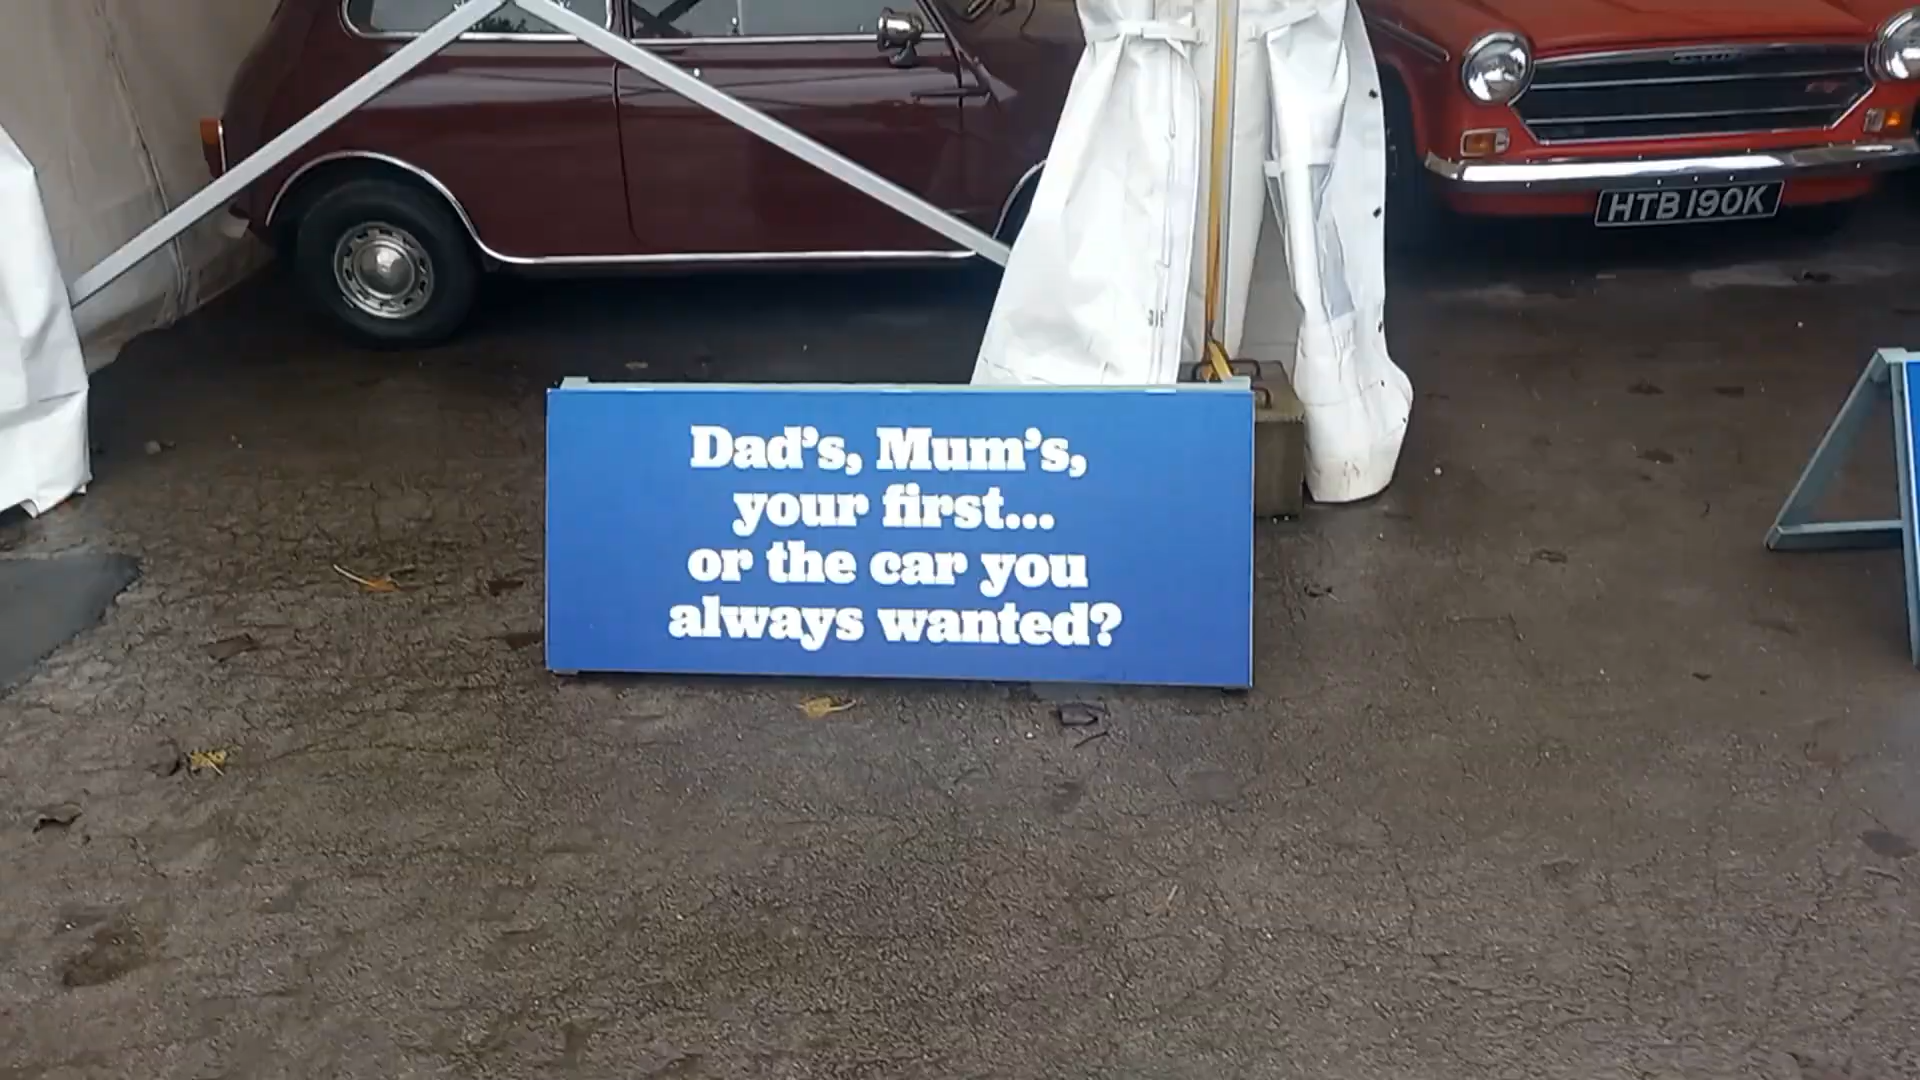 HTB 190K
Dad's, Mum's,
your first...
or the car you
always wanted?